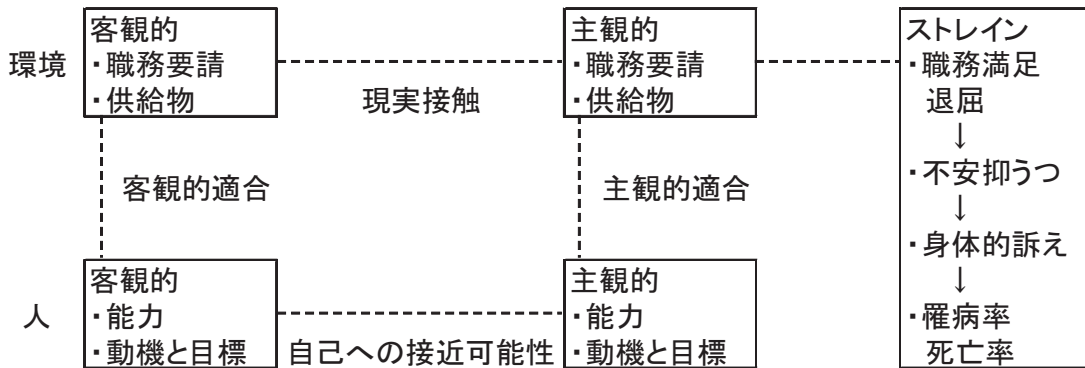 環境
客観的
・職務要請
・供給物
現実接触
主観的
・職務要請
・供給物
客観的適合
主観的適合
人
客観的
・能力
・動機と目標
自己への接近可能性
主観的
・能力
・動機と目標
ストレイン
・職務満足
退屈
↓
・不安抑うつ
↓
・身体的訴え
↓
・罹病率
死亡率